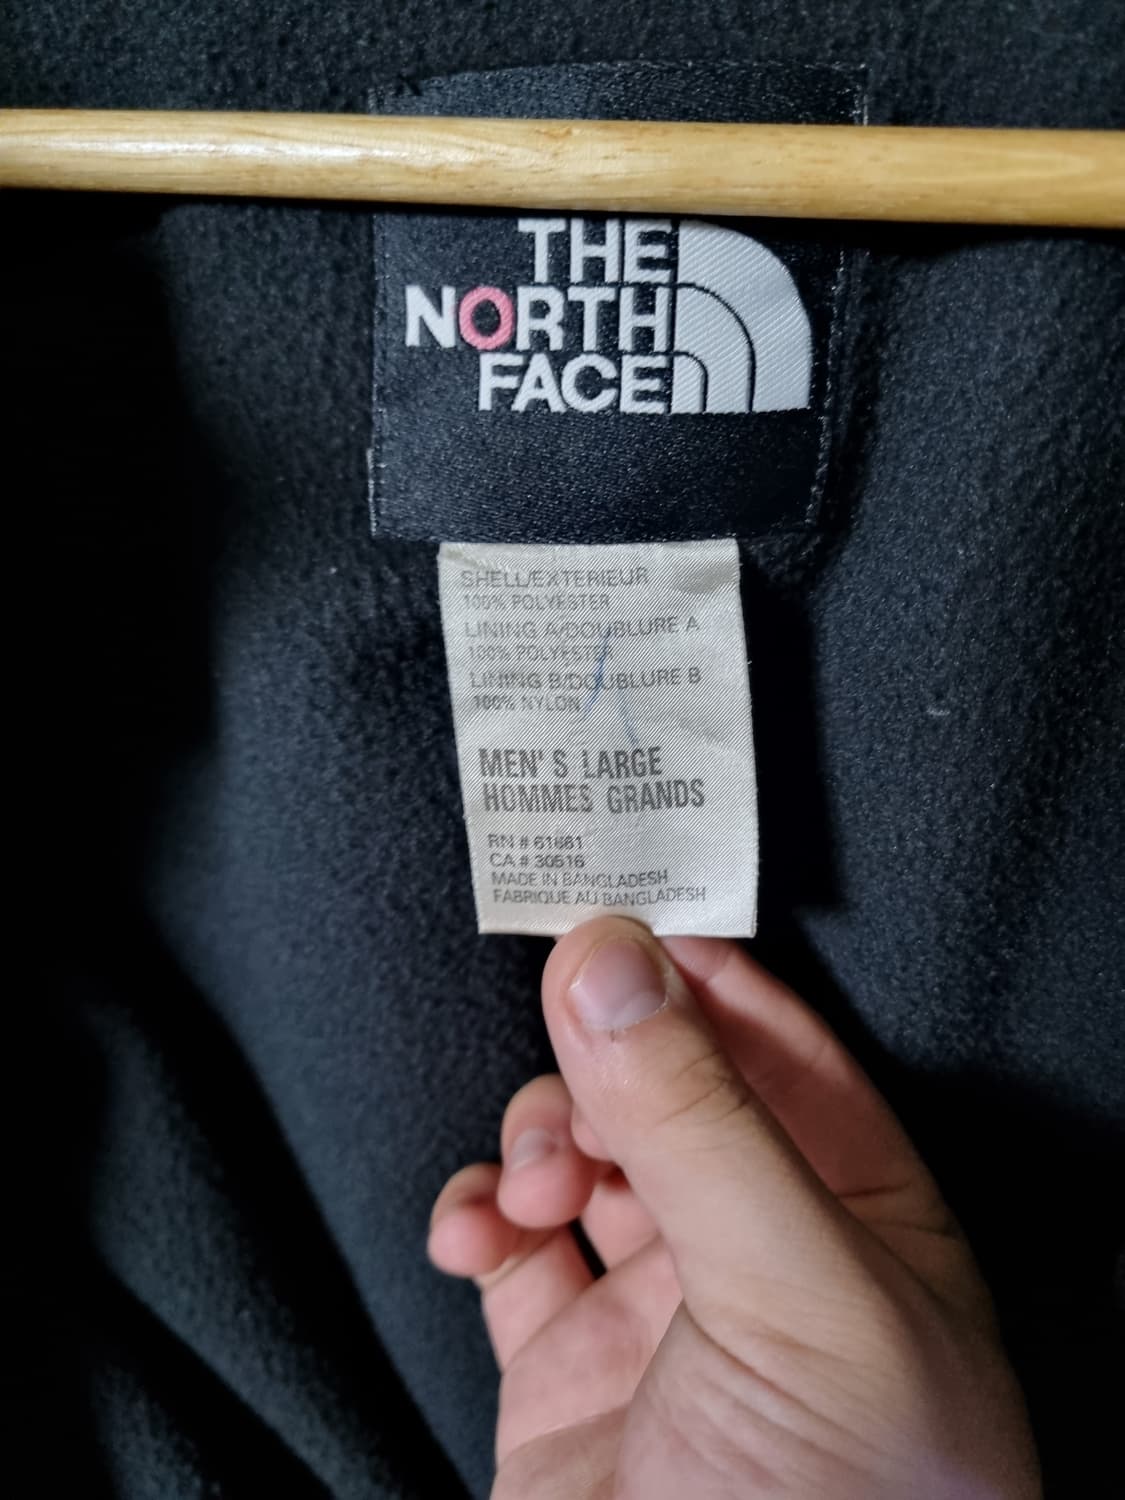 THE
NORTH
FACE
SHELL/EXTERIEUR
100% POLYESTER
LINING A/DOUBLURE A
100% POLYESTER
LINING B/DOUBLURE B
100% NYLON
MEN'S LARGE
HOMMES GRANDS
RN # 61661
CA # 30516
MADE IN BANGLADESH
FABRIQUE AU BANGLADESH